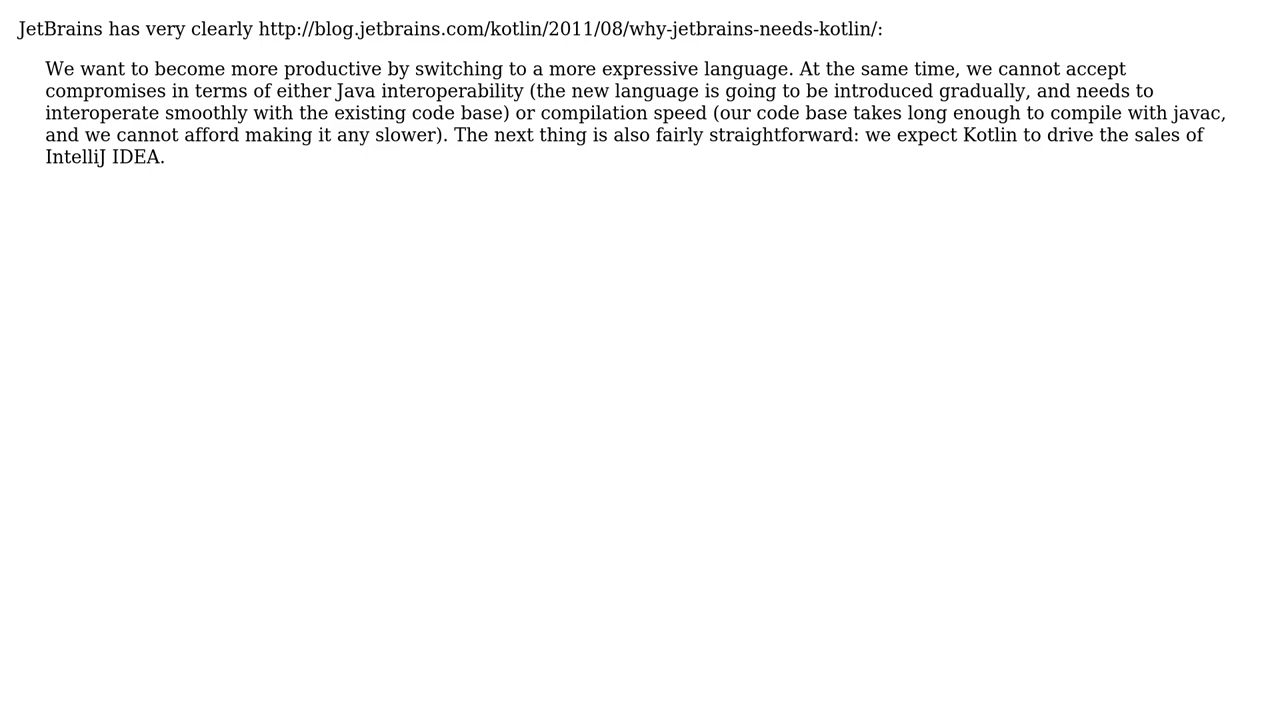 JetBrains has very clearly http://blog.jetbrains.com/kotlin/2011/08/why-jetbrains-needs-kotlin/:
We want to become more productive by switching to a more expressive language. At the same time, we cannot accept
compromises in terms of either Java interoperability (the new language is going to be introduced gradually, and needs to
interoperate smoothly with the existing code base) or compilation speed (our code base takes long enough to compile with javac,
and we cannot afford making it any slower). The next thing is also fairly straightforward: we expect Kotlin to drive the sales of
IntelliJ IDEA.